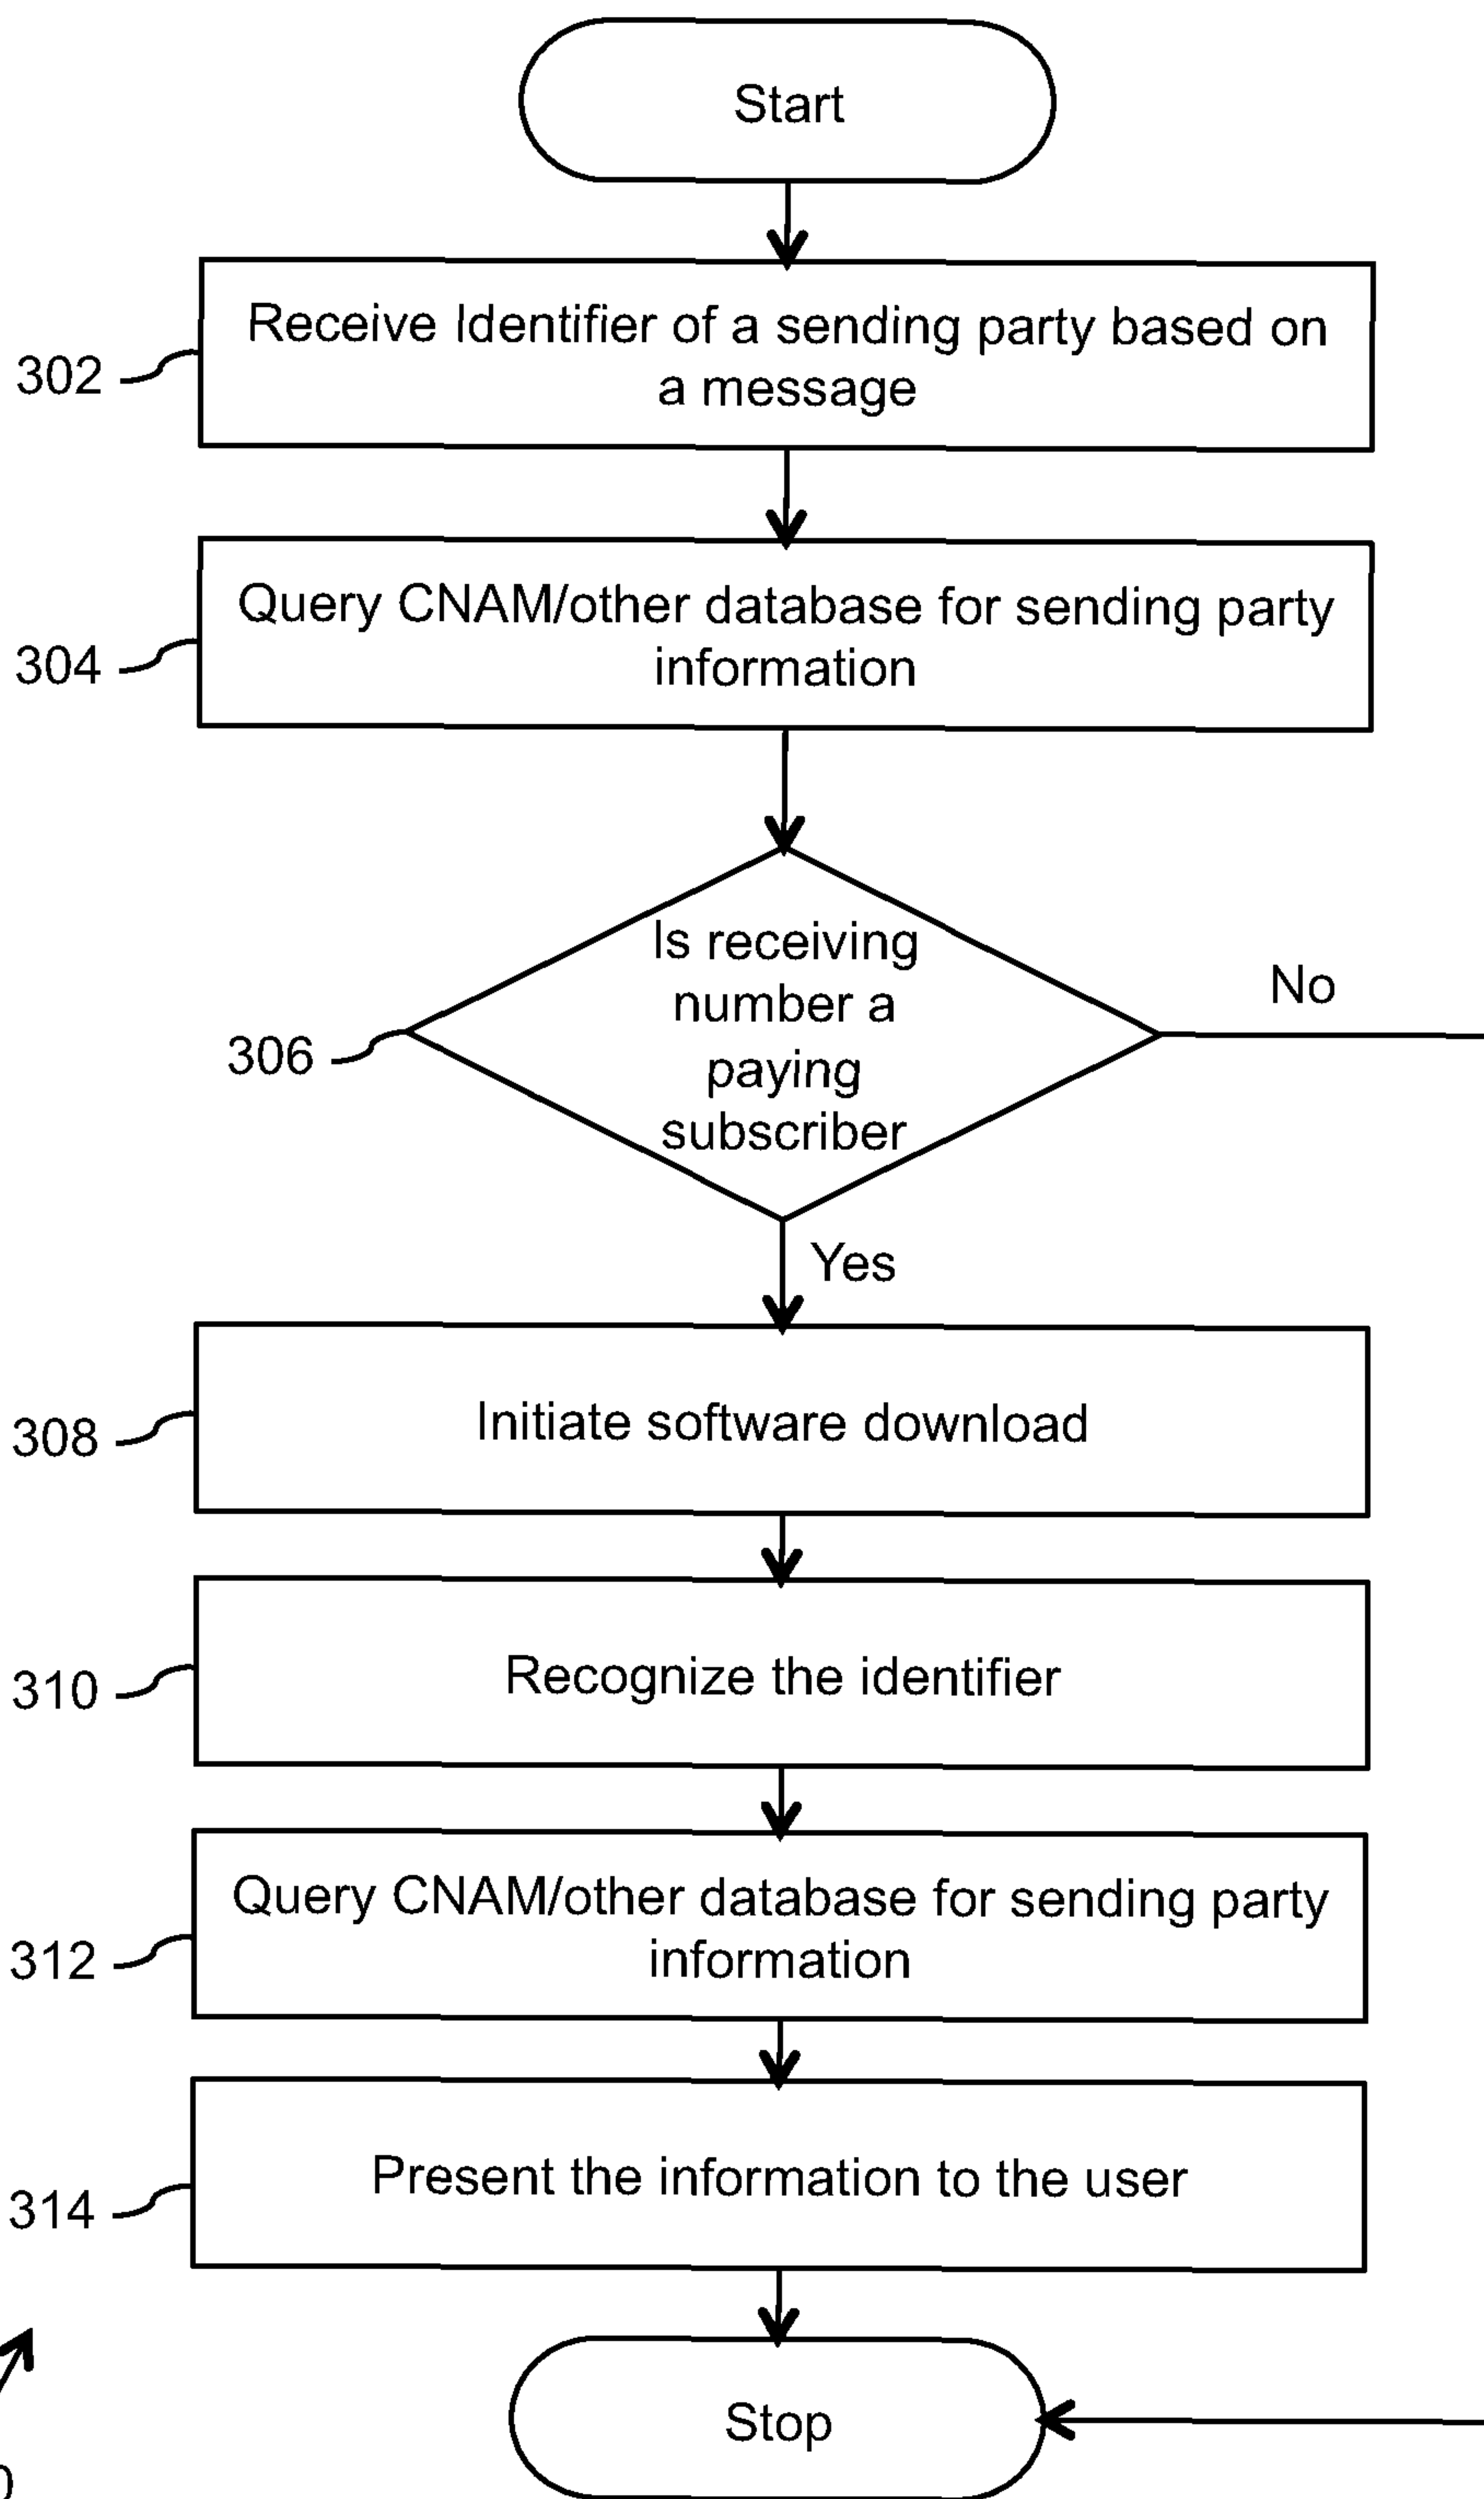 Start
Receive Identifier of a sending party based on
a message
302
Query CNAM/other database for sending party
information
304
Is receiving
number a
paying
subscriber
306
No
Yes
Initiate software download
308
Recognize the identifier
310
Query CNAM/other database for sending party
information
312
Present the information to the user
314
Stop